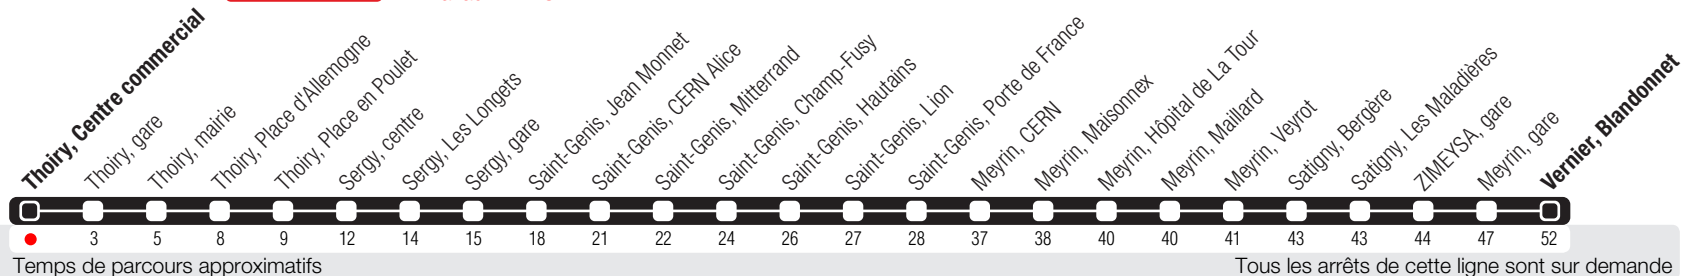 Thoiry, Centre commercial
Thoiry, gare
Thoiry, mairie
Thoiry, Place d'Allemogne
Thoiry, Place en Poulet
Sergy, centre
Sergy, Les Longets
Sergy, gare
Saint-Genis, Jean Monnet
Saint-Genis, CERN Alice
Saint-Genis, Mitterrand
Saint-Genis, Champ-Fusy
Saint-Genis, Hautains
Saint-Genis, Lion
Saint-Genis, Porte de France
Meyrin, CERN
Meyrin, Maisonnex
Meyrin, Hôpital de La Tour
Meyrin, Maillard
Meyrin, Veyrot
Satigny, Bergère
Satigny, Les Maladières
ZIMEYSA, gare
Meyrin, gare
Vernier, Blandonnet
3 5 8 9 12 14 15 18 21 22 24 26 27 28 37 38 40 40 41 43 43 44 47 52
Temps de parcours approximatifs
Tous les arrêts de cette ligne sont sur demande